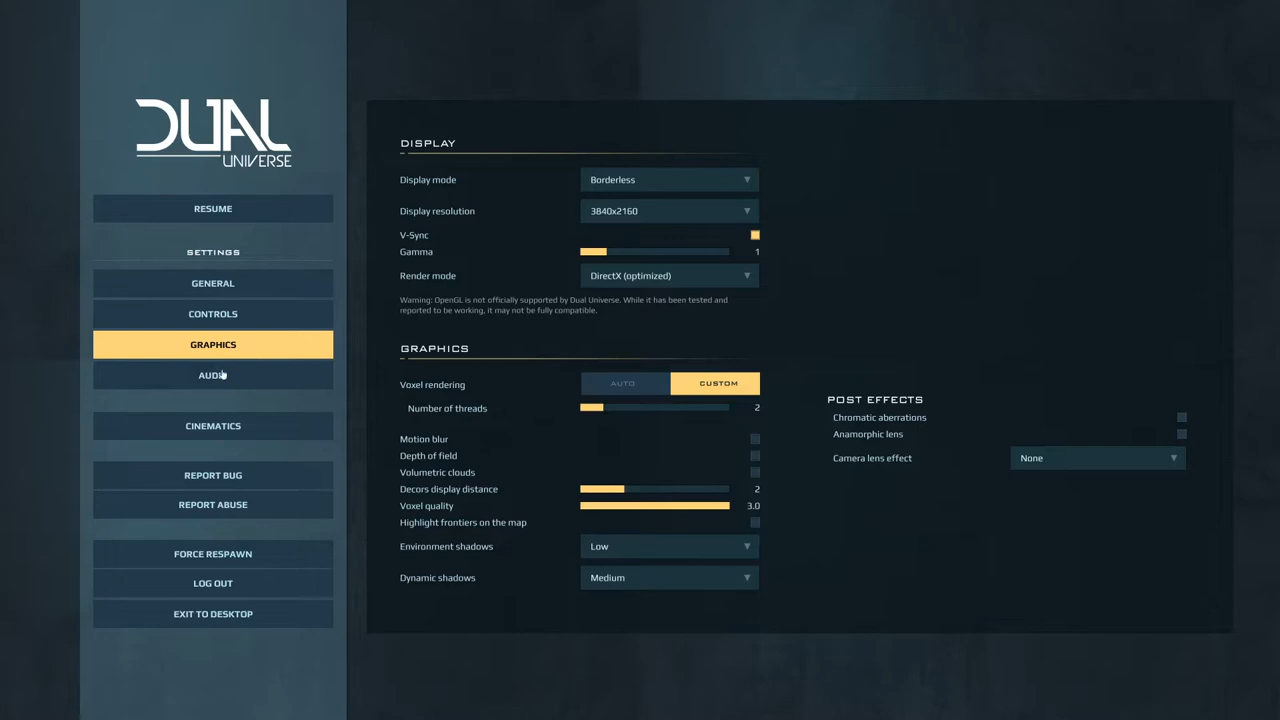 DUAL
UNIVERSE
RESUME
SETTINGS
GENERAL
CONTROLS
GRAPHICS
AUDIO
CINEMATICS
REPORT BUG
REPORT ABUSE
FORCE RESPAWN
LOG OUT
EXIT TO DESKTOP
DISPLAY
Display mode Borderless
Display resolution 3840x2160
V-Sync
Gamma 1
Render mode DirectX (optimized)
Warning: OpenGL is not officially supported by Dual Universe. While it has been tested and
reported to be working, it may not be fully compatible.
GRAPHICS
Voxel rendering AUTO CUSTOM
Number of threads 2
Motion blur
Depth of field
Volumetric clouds
Decors display distance 2
Voxel quality 3.0
Highlight frontiers on the map
Environment shadows Low
Dynamic shadows Medium
POST EFFECTS
Chromatic aberrations
Anamorphic lens
Camera lens effect None